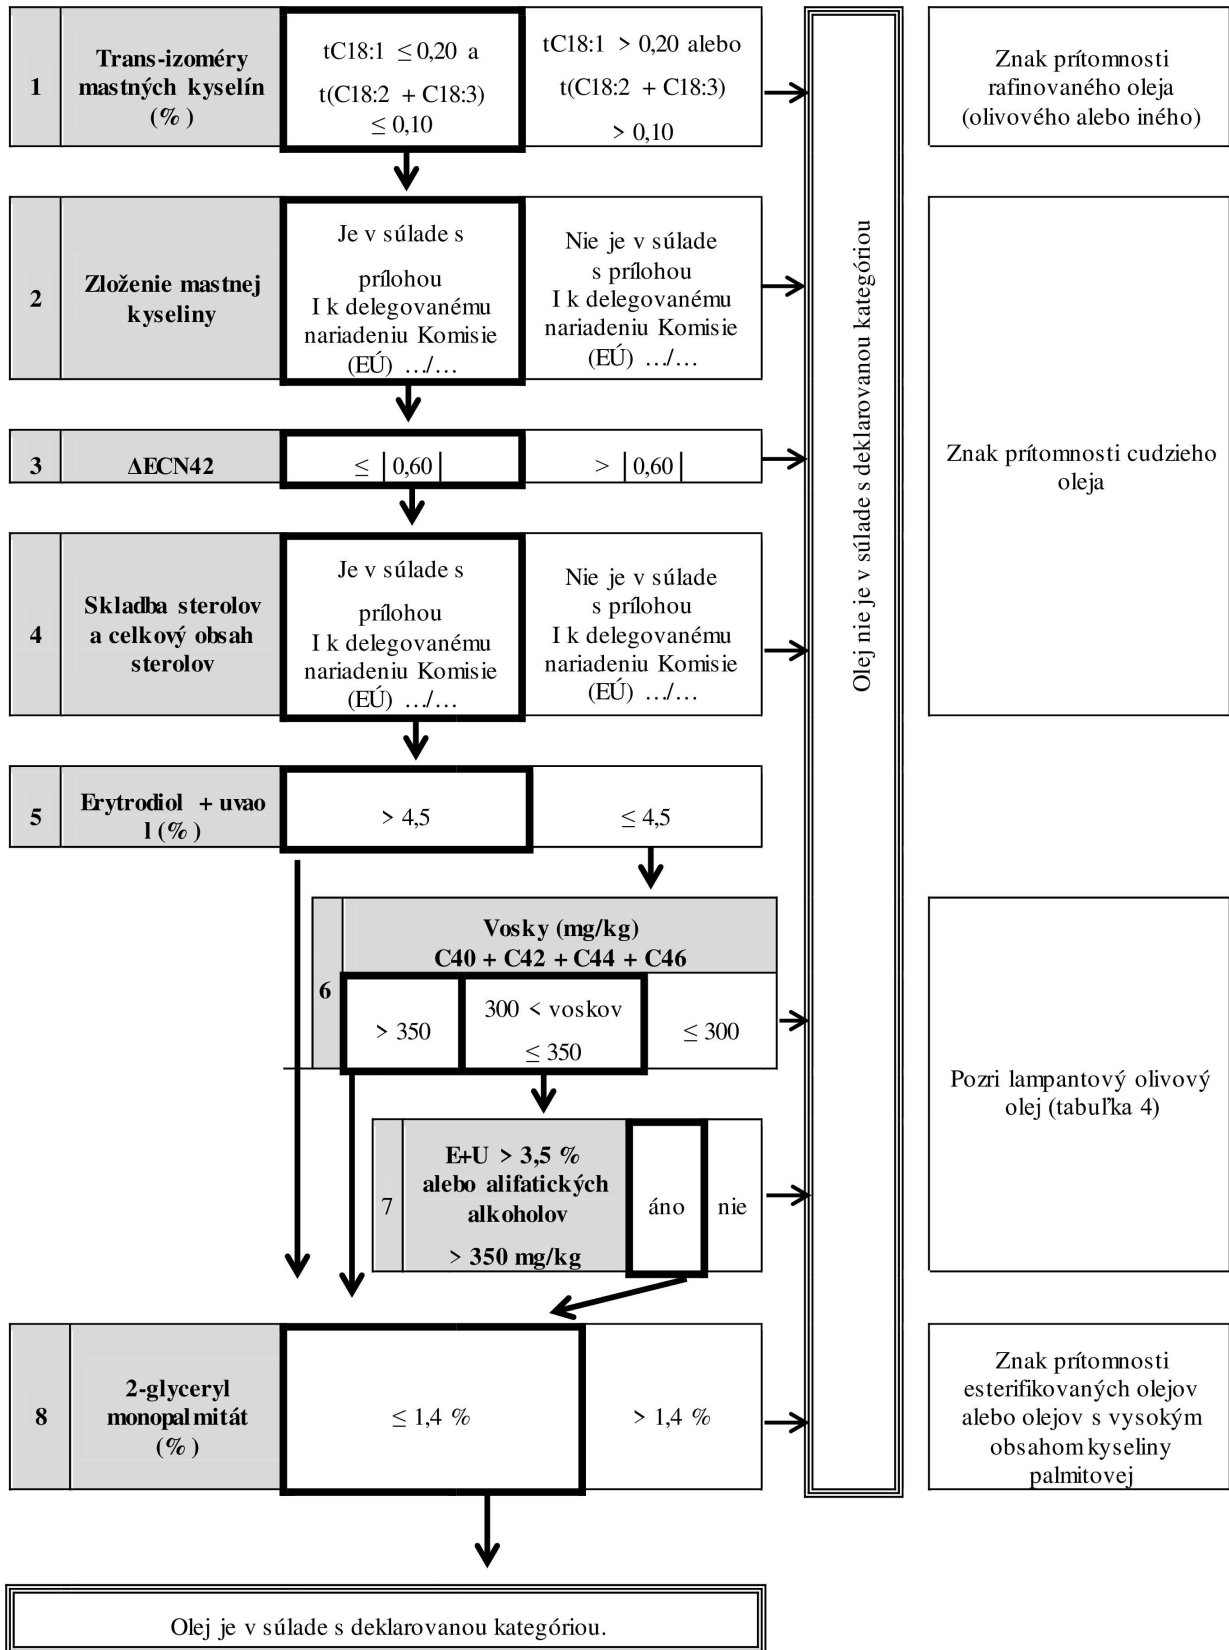 1
Trans-izoméry
mastných kyselín
(%)
tC18:1 ≤ 0,20 a
t(C18:2 + C18:3)
≤ 0,10
tC18:1 > 0,20 alebo
t(C18:2 + C18:3)
> 0,10
Znak prítomnosti
rafinovaného oleja
(olivového alebo iného)
Olej nie je v súlade s deklarovanou kategóriou
2
Zloženie mastnej
kyseliny
Je v súlade s
prílohou
I k delegovanému
nariadeniu Komisie
(EÚ) …/…
Nie je v súlade
s prílohou
I k delegovanému
nariadeniu Komisie
(EÚ) …/…
3
ΔECN42
≤ |0,60|
> |0,60|
Znak prítomnosti cudzieho
oleja
4
Skladba sterolov
a celkový obsah
sterolov
Je v súlade s
prílohou
I k delegovanému
nariadeniu Komisie
(EÚ) …/…
Nie je v súlade
s prílohou
I k delegovanému
nariadeniu Komisie
(EÚ) …/…
5
Erytrodiol + uvao
l (%)
> 4,5
≤ 4,5
6
Vosky (mg/kg)
C40 + C42 + C44 + C46
> 350
300 < voskov
≤ 350
≤ 300
Pozri lampantový olivový
olej (tabuľka 4)
7
E+U > 3,5 %
alebo alifatických
alkoholov
> 350 mg/kg
áno
nie
8
2-glyceryl
monopalmitát
(%)
≤ 1,4 %
> 1,4 %
Znak prítomnosti
esterifikovaných olejov
alebo olejov s vysokým
obsahom kyseliny
palmitovej
Olej je v súlade s deklarovanou kategóriou.